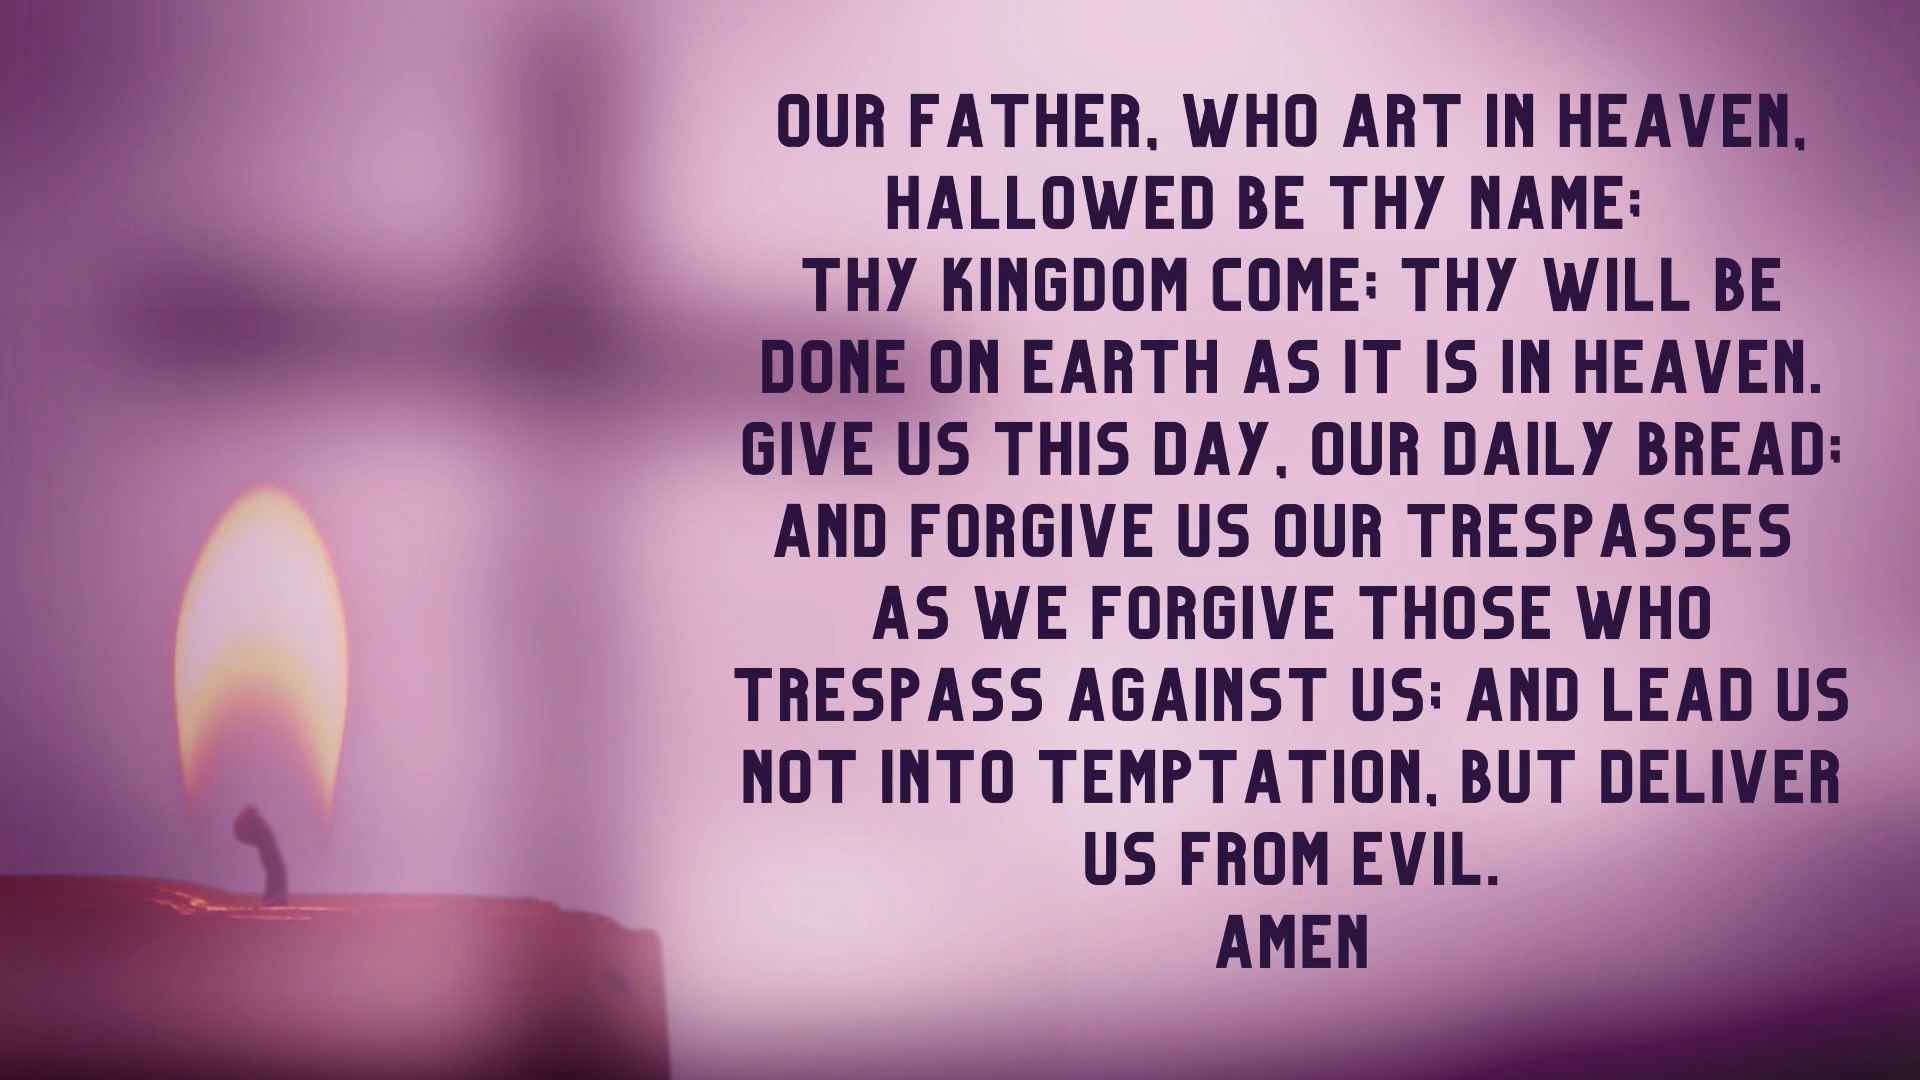 OUR FATHER, WHO ART IN HEAVEN,
HALLOWED BE THY NAME;
THY KINGDOM COME; THY WILL BE
DONE ON EARTH AS IT IS IN HEAVEN.
GIVE US THIS DAY, OUR DAILY BREAD;
AND FORGIVE US OUR TRESPASSES
AS WE FORGIVE THOSE WHO
TRESPASS AGAINST US; AND LEAD US
NOT INTO TEMPTATION, BUT DELIVER
US FROM EVIL.
AMEN